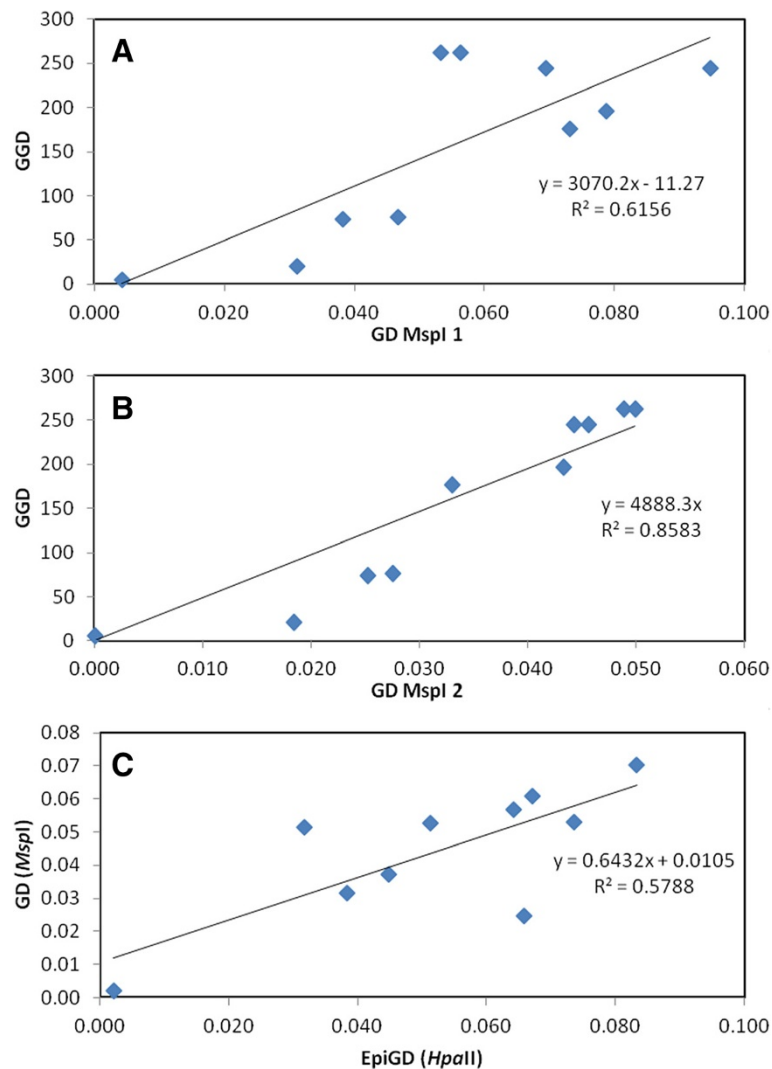 A
300
250
200
150
100
50
0
GGD
y = 3070.2x - 11.27
R² = 0.6156
0.000 0.020 0.040 0.060 0.080 0.100
GD MspI 1
B
300
250
200
150
100
50
0
GGD
y = 4888.3x
R² = 0.8583
0.000 0.010 0.020 0.030 0.040 0.050 0.060
GD MspI 2
C
0.08
0.07
0.06
0.05
0.04
0.03
0.02
0.01
0.00
GD (MspI)
y = 0.6432x + 0.0105
R² = 0.5788
0.000 0.020 0.040 0.060 0.080 0.100
EpiGD (HpaII)